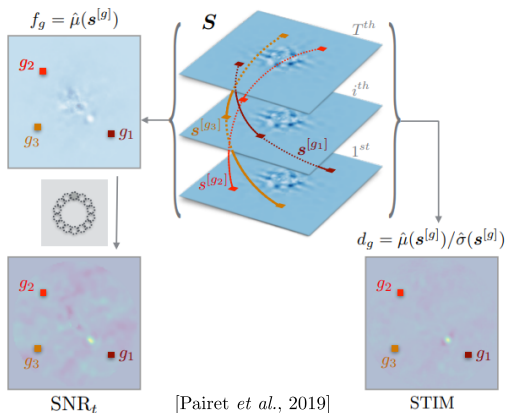 f_g = μ̂(s^[g])
S
T^th
g_2
i^th
s^[g_3]
g_3
g_1
s^[g_1]
1^st
s^[g_2]
d_g = μ̂(s^[g])/σ̂(s^[g])
g_2
g_2
g_3
g_1
g_3
g_1
SNR_t
[Pairet et al., 2019]
STIM